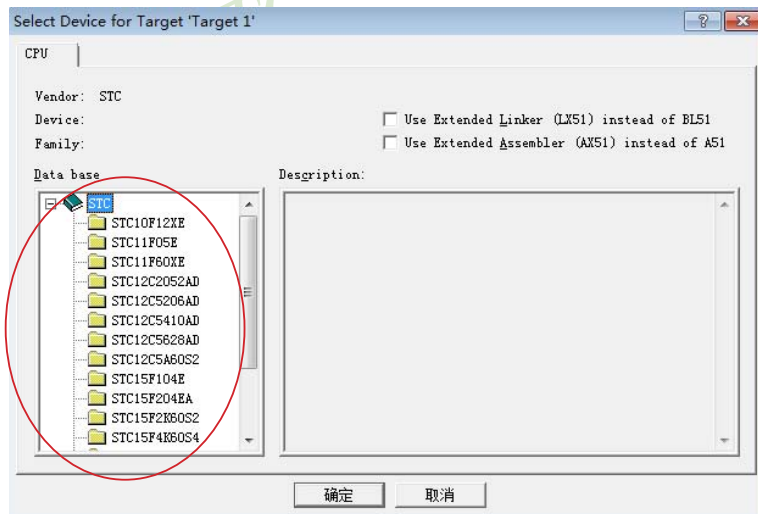 Select Device for Target 'Target 1'
CPU
Vendor: STC
Device:
Use Extended Linker (LX51) instead of BL51
Family:
Use Extended Assembler (AX51) instead of A51
Data base
Description:
STC
STC10F12XE
STC11F05E
STC11F60XE
STC12C2052AD
STC12C5206AD
STC12C5410AD
STC12C5628AD
STC12C5A60S2
STC15F104E
STC15F204EA
STC15F2K60S2
STC15F4K60S4
确定
取消